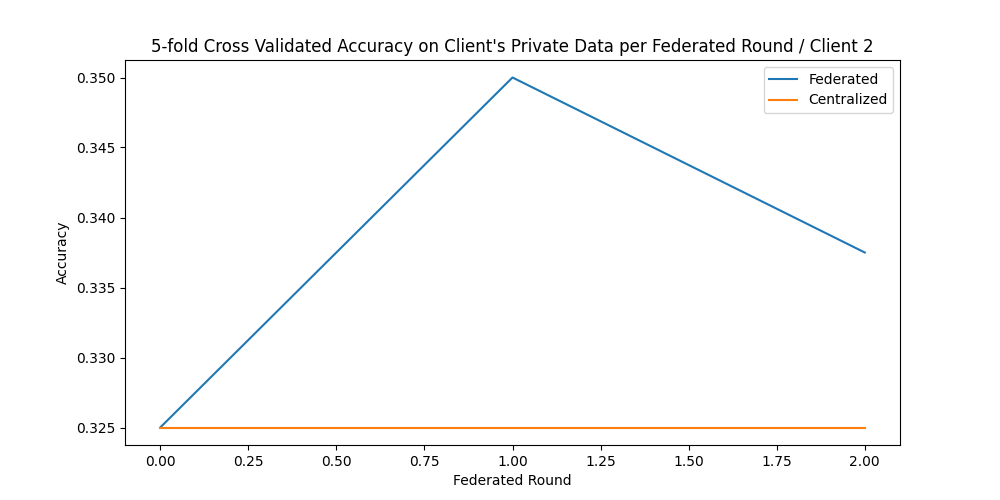 5-fold Cross Validated Accuracy on Client's Private Data per Federated Round / Client 2
Federated
Centralized
Accuracy
0.350
0.345
0.340
0.335
0.330
0.325
0.00 0.25 0.50 0.75 1.00 1.25 1.50 1.75 2.00
Federated Round